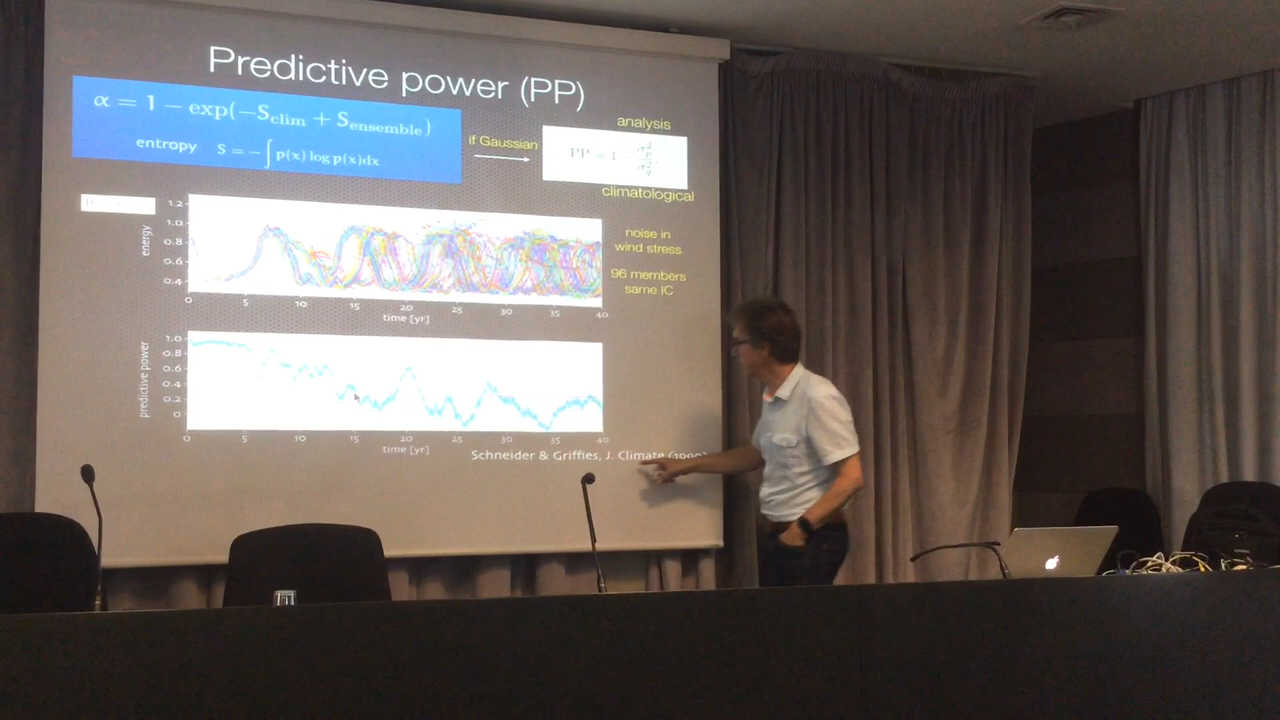 Predictive power (PP)
α = 1 − exp(−S_clim + S_ensemble)
entropy S = −∫ p(x) log p(x)dx
if Gaussian
analysis
PP = 1 −
climatological
1.2
1.0
0.8
0.6
0.4
energy
0 5 10 15 20 25 30 35 40
time [yr]
noise in
wind stress
96 members
same IC
1.0
0.8
0.6
0.4
0.2
0
predictive power
0 5 10 15 20 25 30 35 40
time [yr]
Schneider & Griffies, J. Climate (1999)